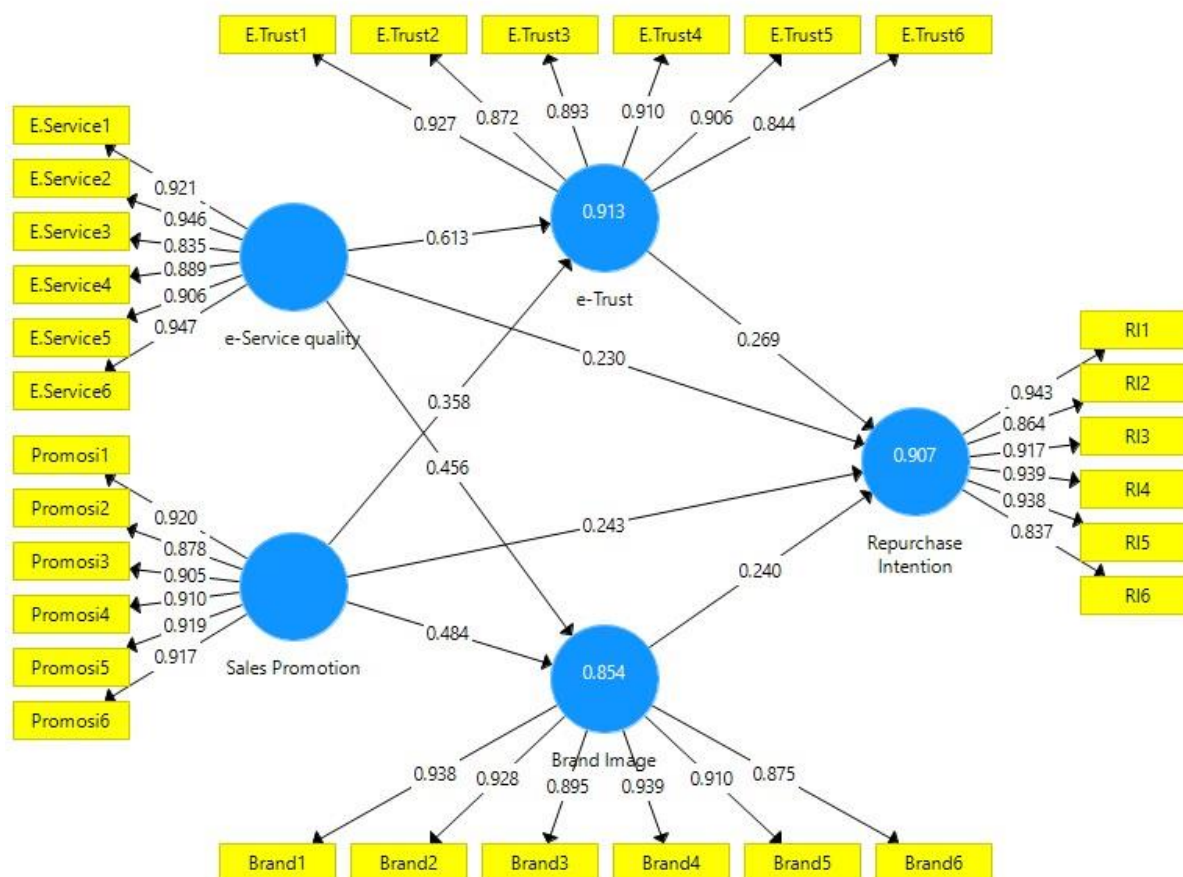 E.Trust1 E.Trust2 E.Trust3 E.Trust4 E.Trust5 E.Trust6
0.927 0.872 0.893 0.910 0.906 0.844
E.Service1
E.Service2
E.Service3
E.Service4
E.Service5
E.Service6
0.921
0.946
0.835
0.889
0.906
0.947
e-Service quality
0.613
0.913
e-Trust
0.230
0.269
0.358
0.456
Promosi1
Promosi2
Promosi3
Promosi4
Promosi5
Promosi6
0.920
0.878
0.905
0.910
0.919
0.917
Sales Promotion
0.243
0.484
0.240
0.907
Repurchase
Intention
0.943
0.864
0.917
0.939
0.938
0.837
RI1
RI2
RI3
RI4
RI5
RI6
0.854
Brand Image
0.938 0.928 0.895 0.939 0.910 0.875
Brand1 Brand2 Brand3 Brand4 Brand5 Brand6